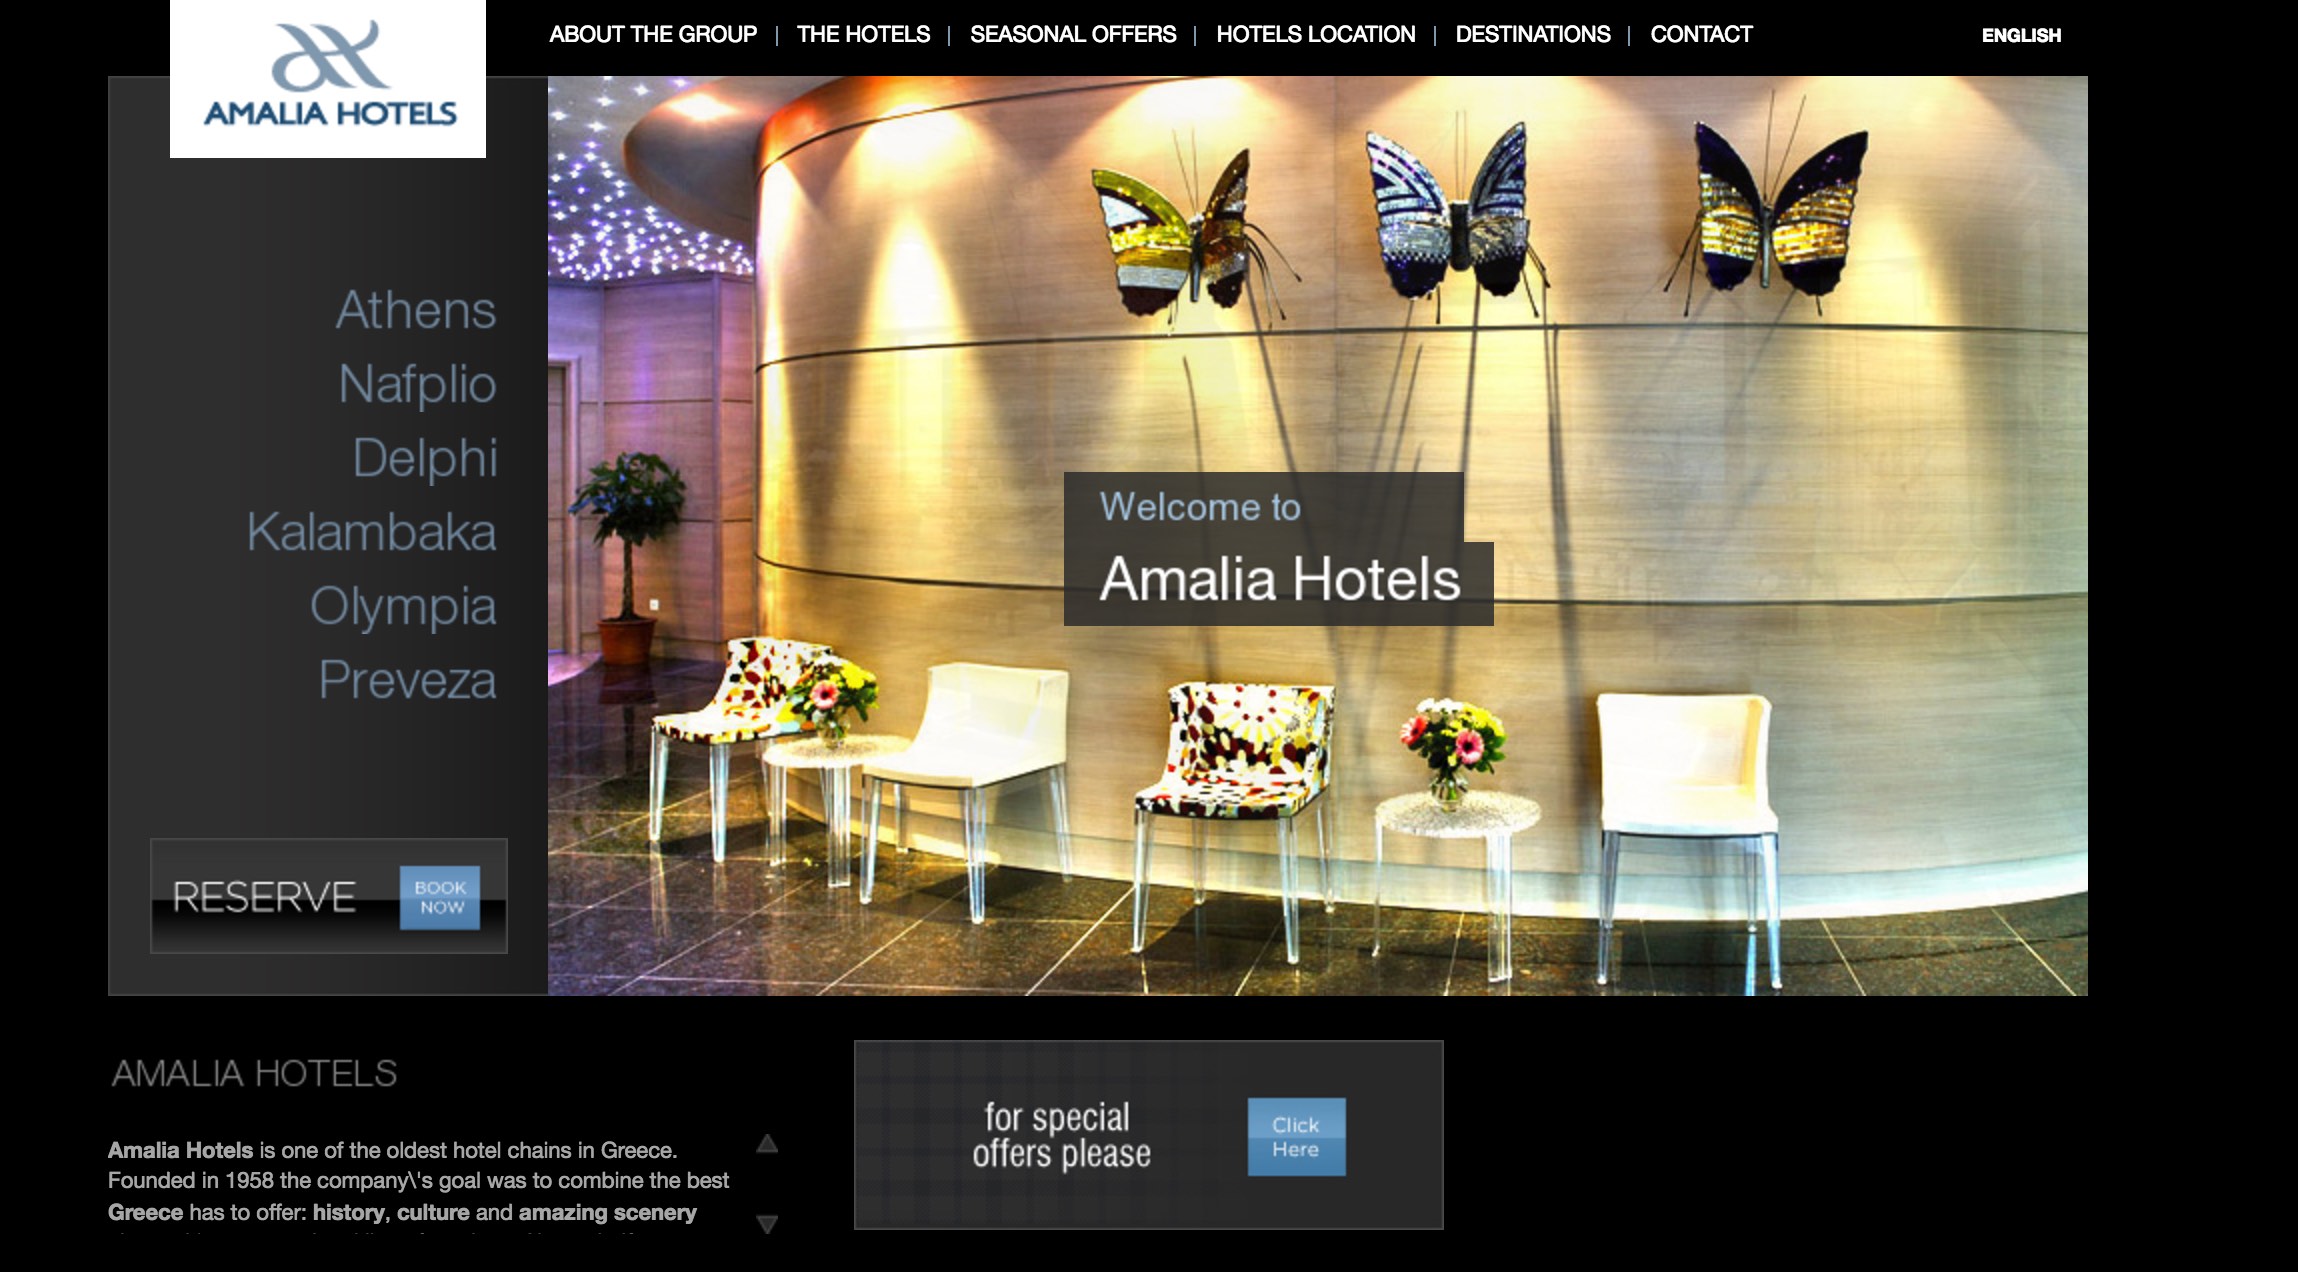 AMALIA HOTELS
ABOUT THE GROUP | THE HOTELS | SEASONAL OFFERS | HOTELS LOCATION | DESTINATIONS | CONTACT
ENGLISH
Athens
Nafplio
Delphi
Kalambaka
Olympia
Preveza
RESERVE
BOOK
NOW
Welcome to
Amalia Hotels
AMALIA HOTELS
Amalia Hotels is one of the oldest hotel chains in Greece.
Founded in 1958 the company\'s goal was to combine the best
Greece has to offer: history, culture and amazing scenery
for special
offers please
Click
Here